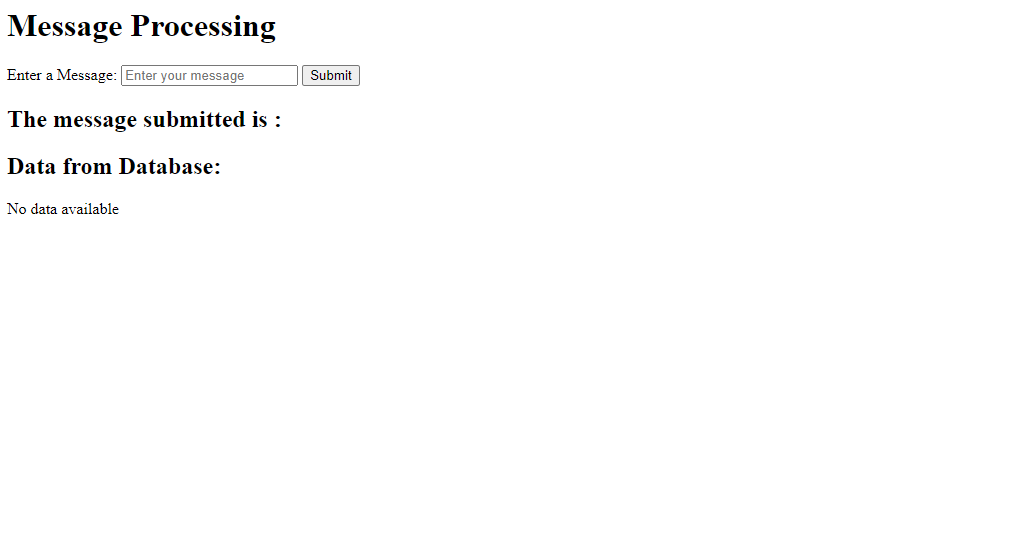 Message Processing
Enter a Message: Enter your message Submit
The message submitted is :
Data from Database:
No data available